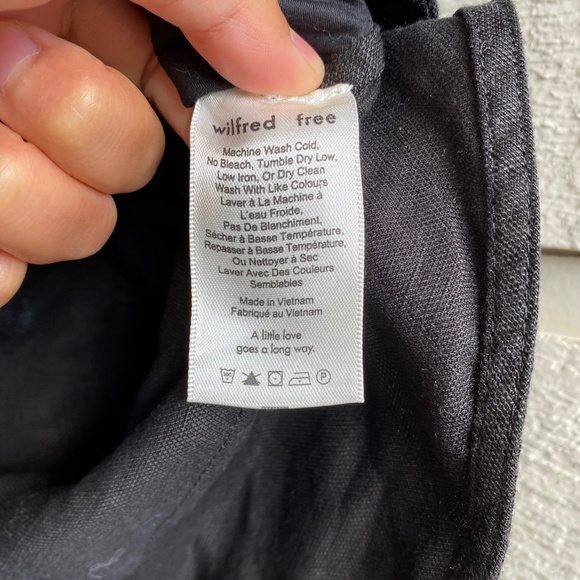 wilfred free
Machine Wash Cold,
No Bleach, Tumble Dry Low,
Low Iron, Or Dry Clean
Wash With Like Colours
Laver à La Machine à
L'eau Froide,
Pas De Blanchiment,
Sécher à Basse Température,
Repasser à Basse Température,
Ou Nettoyer à Sec
Laver Avec Des Couleurs
Semblables
Made in Vietnam
Fabriqué au Vietnam
A little love
goes a long way.
P